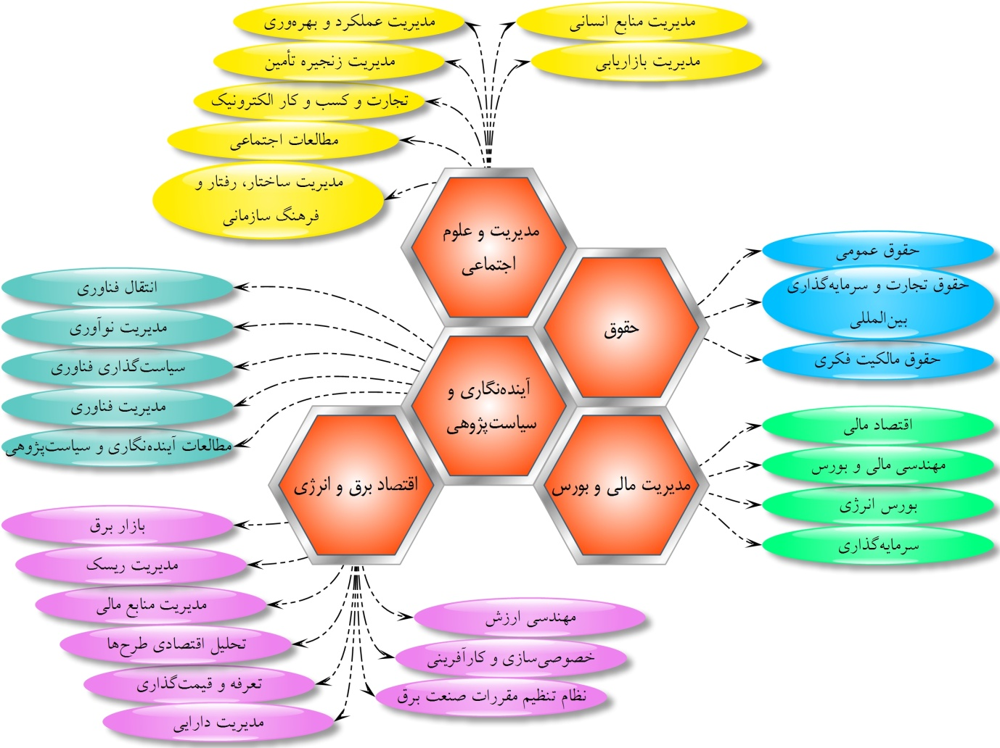 مدیریت منابع انسانی
مدیریت بازاریابی
مدیریت عملکرد و بهره‌وری
مدیریت زنجیره تأمین
تجارت و کسب و کار الکترونیک
مطالعات اجتماعی
مدیریت ساختار، رفتار و
فرهنگ سازمانی
مدیریت و علوم
اجتماعی
حقوق
حقوق عمومی
حقوق تجارت و سرمایه‌گذاری
بین‌المللی
حقوق مالکیت فکری
آینده‌نگاری و
سیاست‌پژوهی
انتقال فناوری
مدیریت نوآوری
سیاست‌گذاری فناوری
مدیریت فناوری
مطالعات آینده‌نگاری و سیاست‌پژوهی
مدیریت مالی و بورس
اقتصاد مالی
مهندسی مالی و بورس
بورس انرژی
سرمایه‌گذاری
اقتصاد برق و انرژی
بازار برق
مدیریت ریسک
مدیریت منابع مالی
تحلیل اقتصادی طرح‌ها
تعرفه و قیمت‌گذاری
مدیریت دارایی
مهندسی ارزش
خصوصی‌سازی و کارآفرینی
نظام تنظیم مقررات صنعت برق